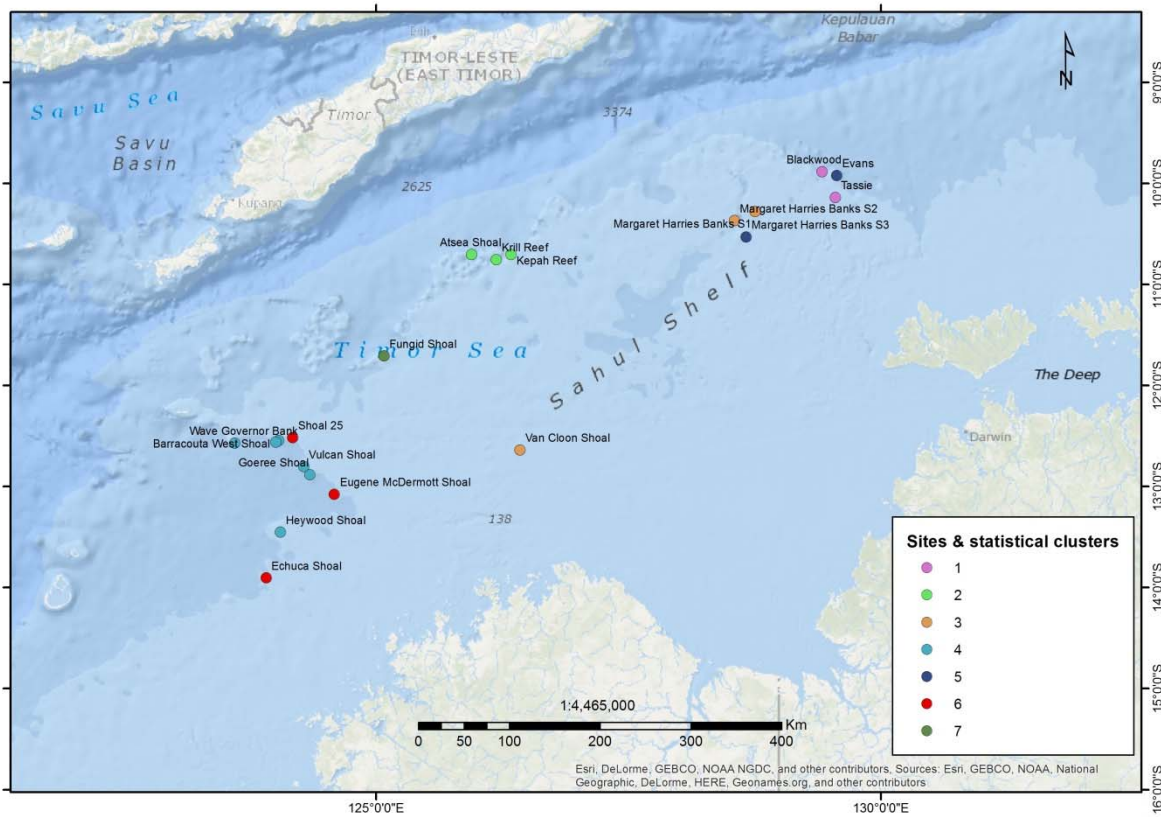 Kepulauan
Babar
Dili
TIMOR-LESTE
(EAST TIMOR)
N
9°0'0"S
Savu Sea
3374
Timor
Savu
Basin
Blackwood
Evans
2625
Tassie
10°0'0"S
Kupang
Margaret Harries Banks S2
Margaret Harries Banks S1
Margaret Harries Banks S3
Atsea Shoal
Krill Reef
Kepah Reef
11°0'0"S
Sahul Shelf
Fungid Shoal
Timor Sea
The Deep
12°0'0"S
Wave Governor Bank
Shoal 25
Barracouta West Shoal
Van Cloon Shoal
Darwin
Goeree Shoal
Vulcan Shoal
Eugene McDermott Shoal
13°0'0"S
138
Heywood Shoal
Echuca Shoal
14°0'0"S
Sites & statistical clusters
1
2
3
4
5
6
7
15°0'0"S
1:4,465,000
Km
0 50 100 200 300 400
Esri, DeLorme, GEBCO, NOAA NGDC, and other contributors, Sources: Esri, GEBCO, NOAA, National
Geographic, DeLorme, HERE, Geonames.org, and other contributors
16°0'0"S
125°0'0"E
130°0'0"E